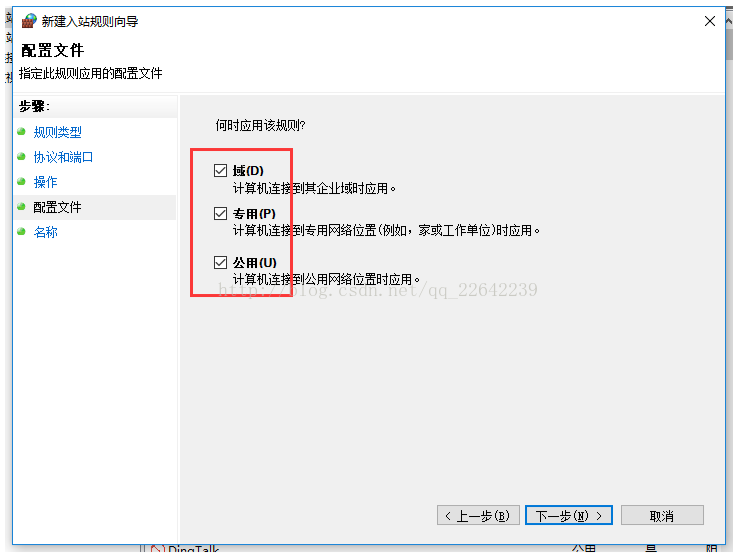 新建入站规则向导
配置文件
指定此规则应用的配置文件
步骤:
规则类型
协议和端口
操作
配置文件
名称
何时应用该规则?
域(D)
计算机连接到其企业域时应用。
专用(P)
计算机连接到专用网络位置(例如，家或工作单位)时应用。
公用(U)
计算机连接到公用网络位置时应用。
http://blog.csdn.net/qq_22642239
< 上一步(B)
下一步(N) >
取消
DingTalk
公用
是